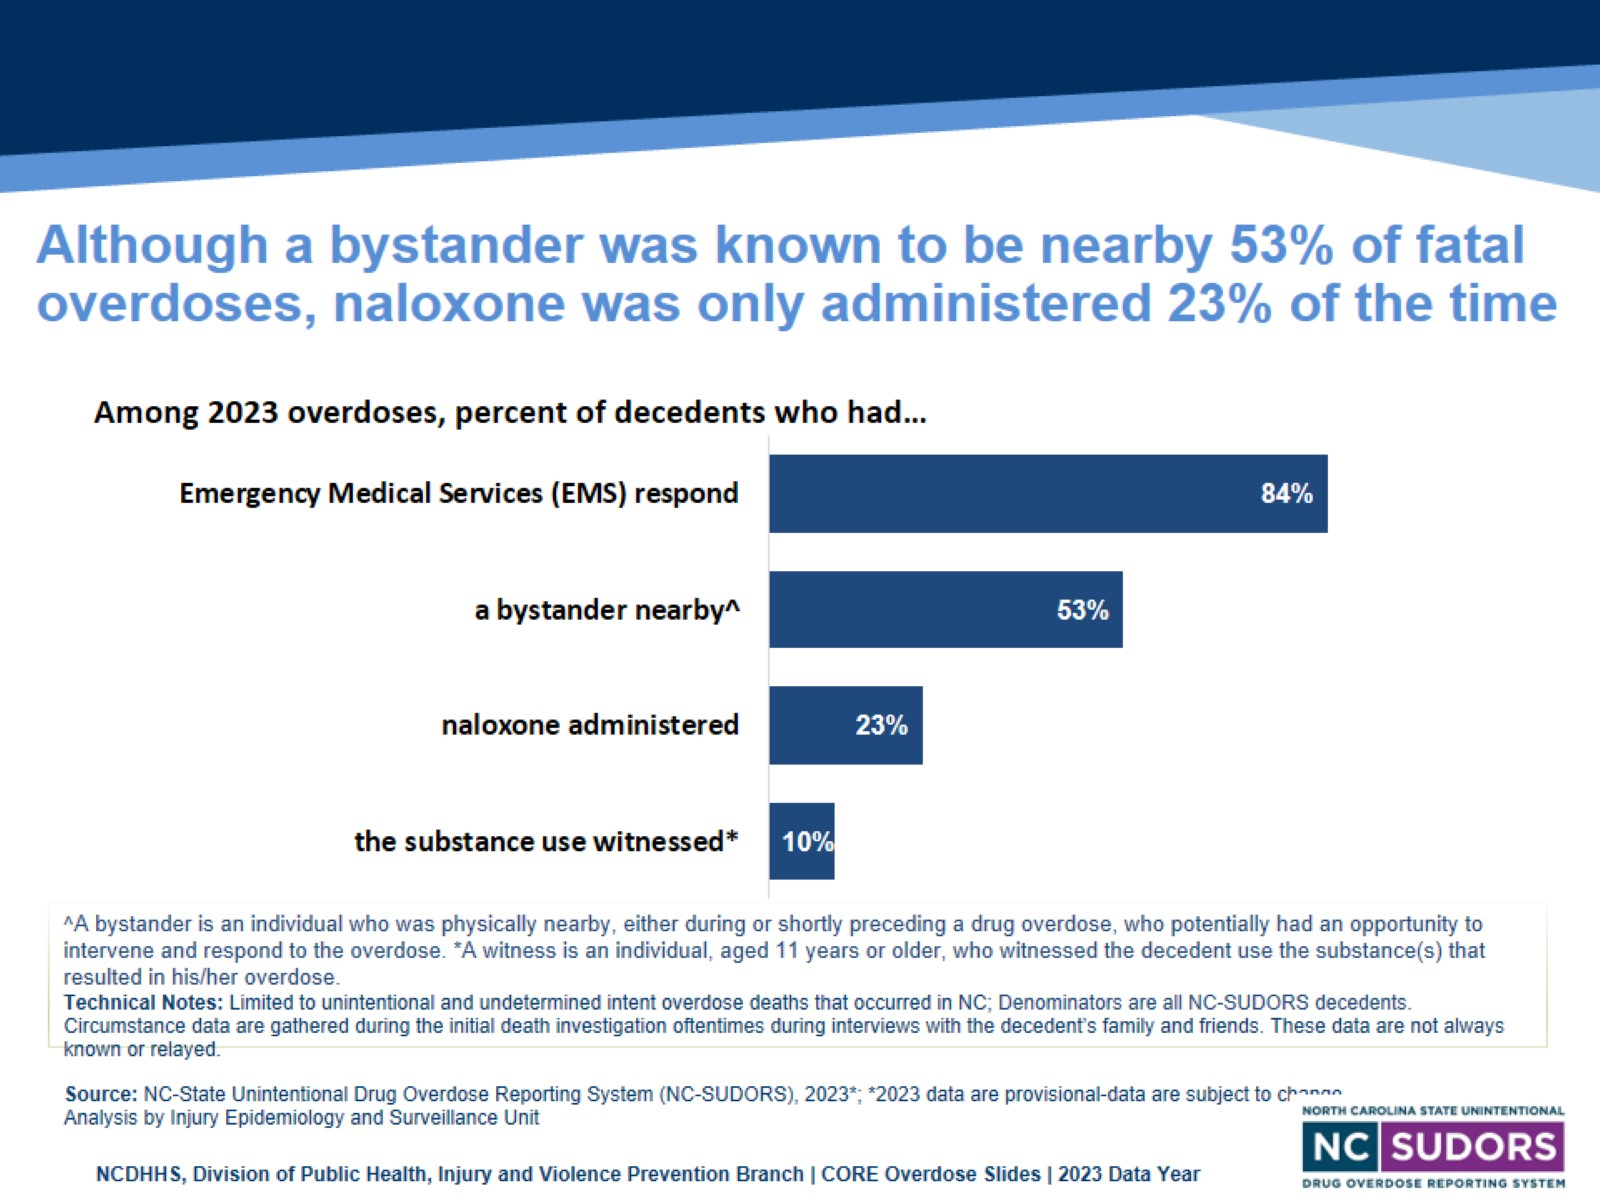 Although a bystander was known to be nearby 53% of fatal
overdoses, naloxone was only administered 23% of the time
Among 2023 overdoses, percent of decedents who had...
Emergency Medical Services (EMS) respond
84%
a bystander nearby^
53%
naloxone administered
23%
the substance use witnessed*
10%
^A bystander is an individual who was physically nearby, either during or shortly preceding a drug overdose, who potentially had an opportunity to
intervene and respond to the overdose. *A witness is an individual, aged 11 years or older, who witnessed the decedent use the substance(s) that
resulted in his/her overdose.
Technical Notes: Limited to unintentional and undetermined intent overdose deaths that occurred in NC; Denominators are all NC-SUDORS decedents.
Circumstance data are gathered during the initial death investigation oftentimes during interviews with the decedent's family and friends. These data are not always
known or relayed.
Source: NC-State Unintentional Drug Overdose Reporting System (NC-SUDORS), 2023*; *2023 data are provisional-data are subject to change
Analysis by Injury Epidemiology and Surveillance Unit
NORTH CAROLINA STATE UNINTENTIONAL
NC SUDORS
DRUG OVERDOSE REPORTING SYSTEM
NCDHHS, Division of Public Health, Injury and Violence Prevention Branch | CORE Overdose Slides | 2023 Data Year